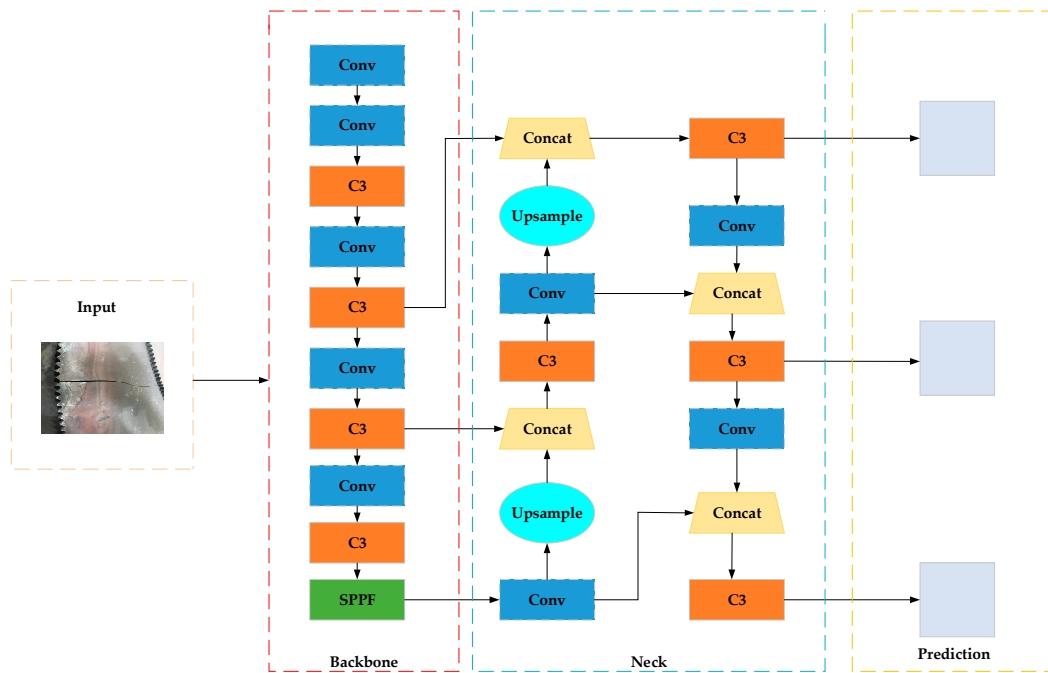 Input
Conv
Conv
C3
Conv
C3
Conv
C3
Conv
C3
SPPF
Backbone
Concat
Upsample
Conv
C3
Concat
Upsample
Conv
C3
Conv
Concat
C3
Conv
Concat
C3
Neck
Prediction